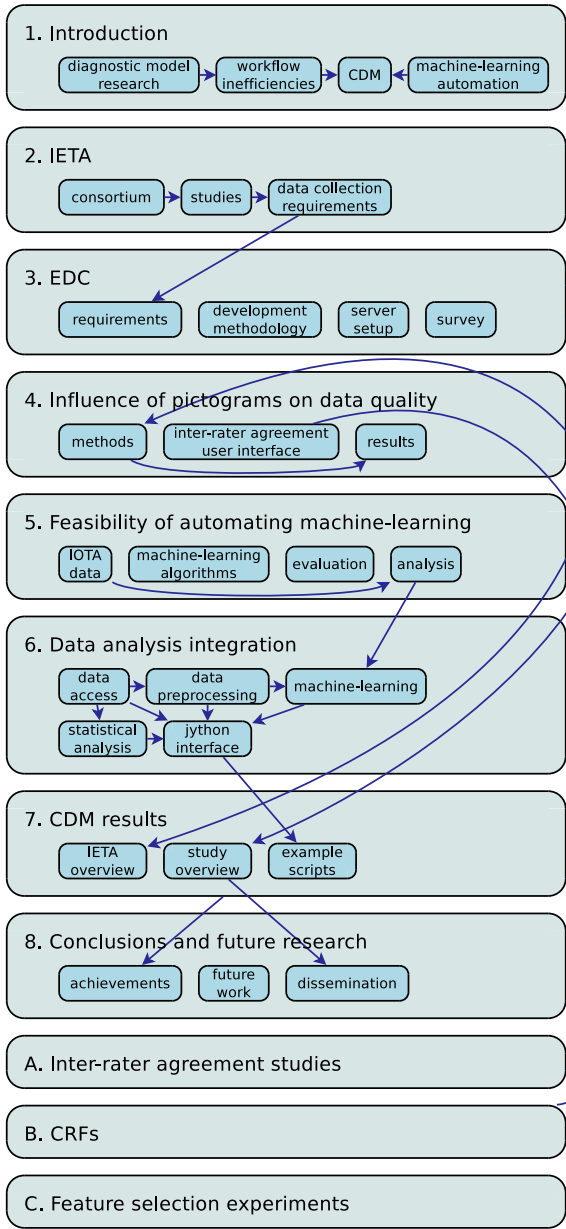 1. Introduction
diagnostic model
research
workflow
inefficiencies
CDM
machine-learning
automation
2. IETA
consortium
studies
data collection
requirements
3. EDC
requirements
development
methodology
server
setup
survey
4. Influence of pictograms on data quality
methods
inter-rater agreement
user interface
results
5. Feasibility of automating machine-learning
IOTA
data
machine-learning
algorithms
evaluation
analysis
6. Data analysis integration
data
access
data
preprocessing
machine-learning
statistical
analysis
jython
interface
7. CDM results
IETA
overview
study
overview
example
scripts
8. Conclusions and future research
achievements
future
work
dissemination
A. Inter-rater agreement studies
B. CRFs
C. Feature selection experiments